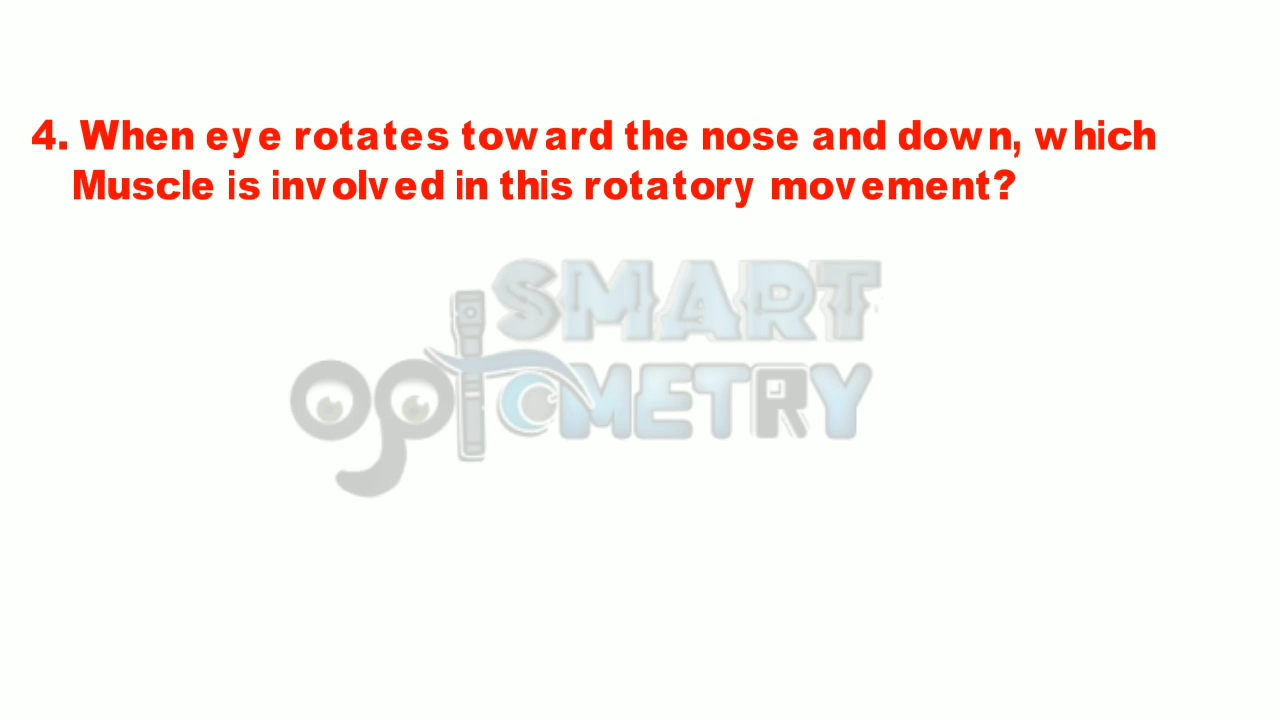 4. When eye rotates toward the nose and down, which
Muscle is involved in this rotatory movement?
SMART
OPTOMETRY